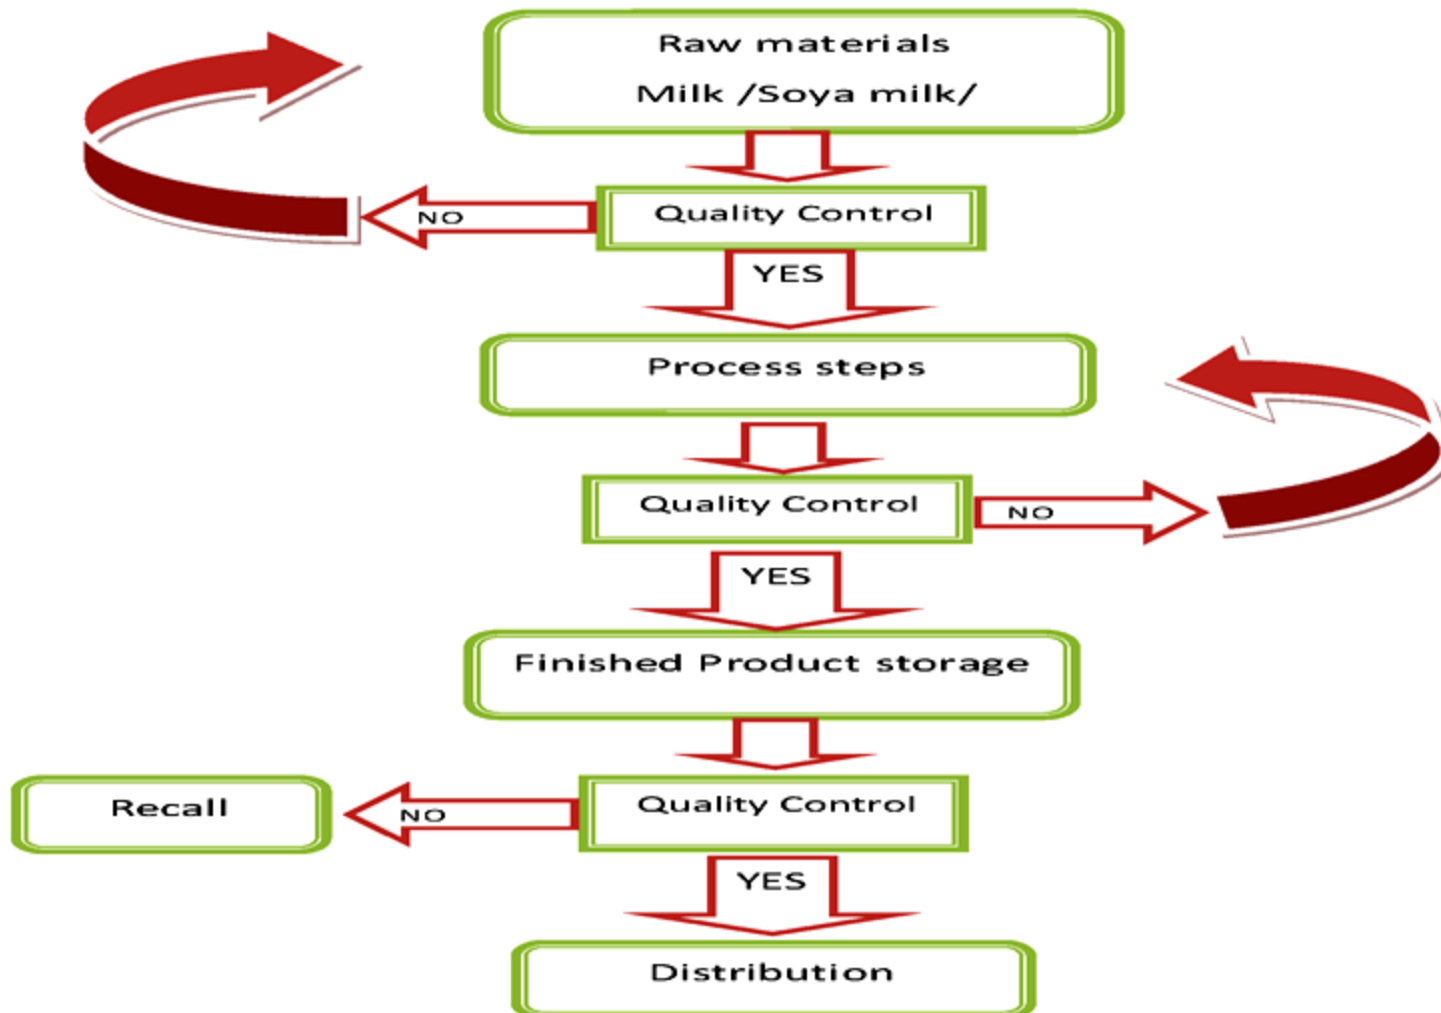 Raw materials
Milk /Soya milk/
Quality Control
NO
YES
Process steps
Quality Control
NO
YES
Finished Product storage
Quality Control
NO
Recall
YES
Distribution